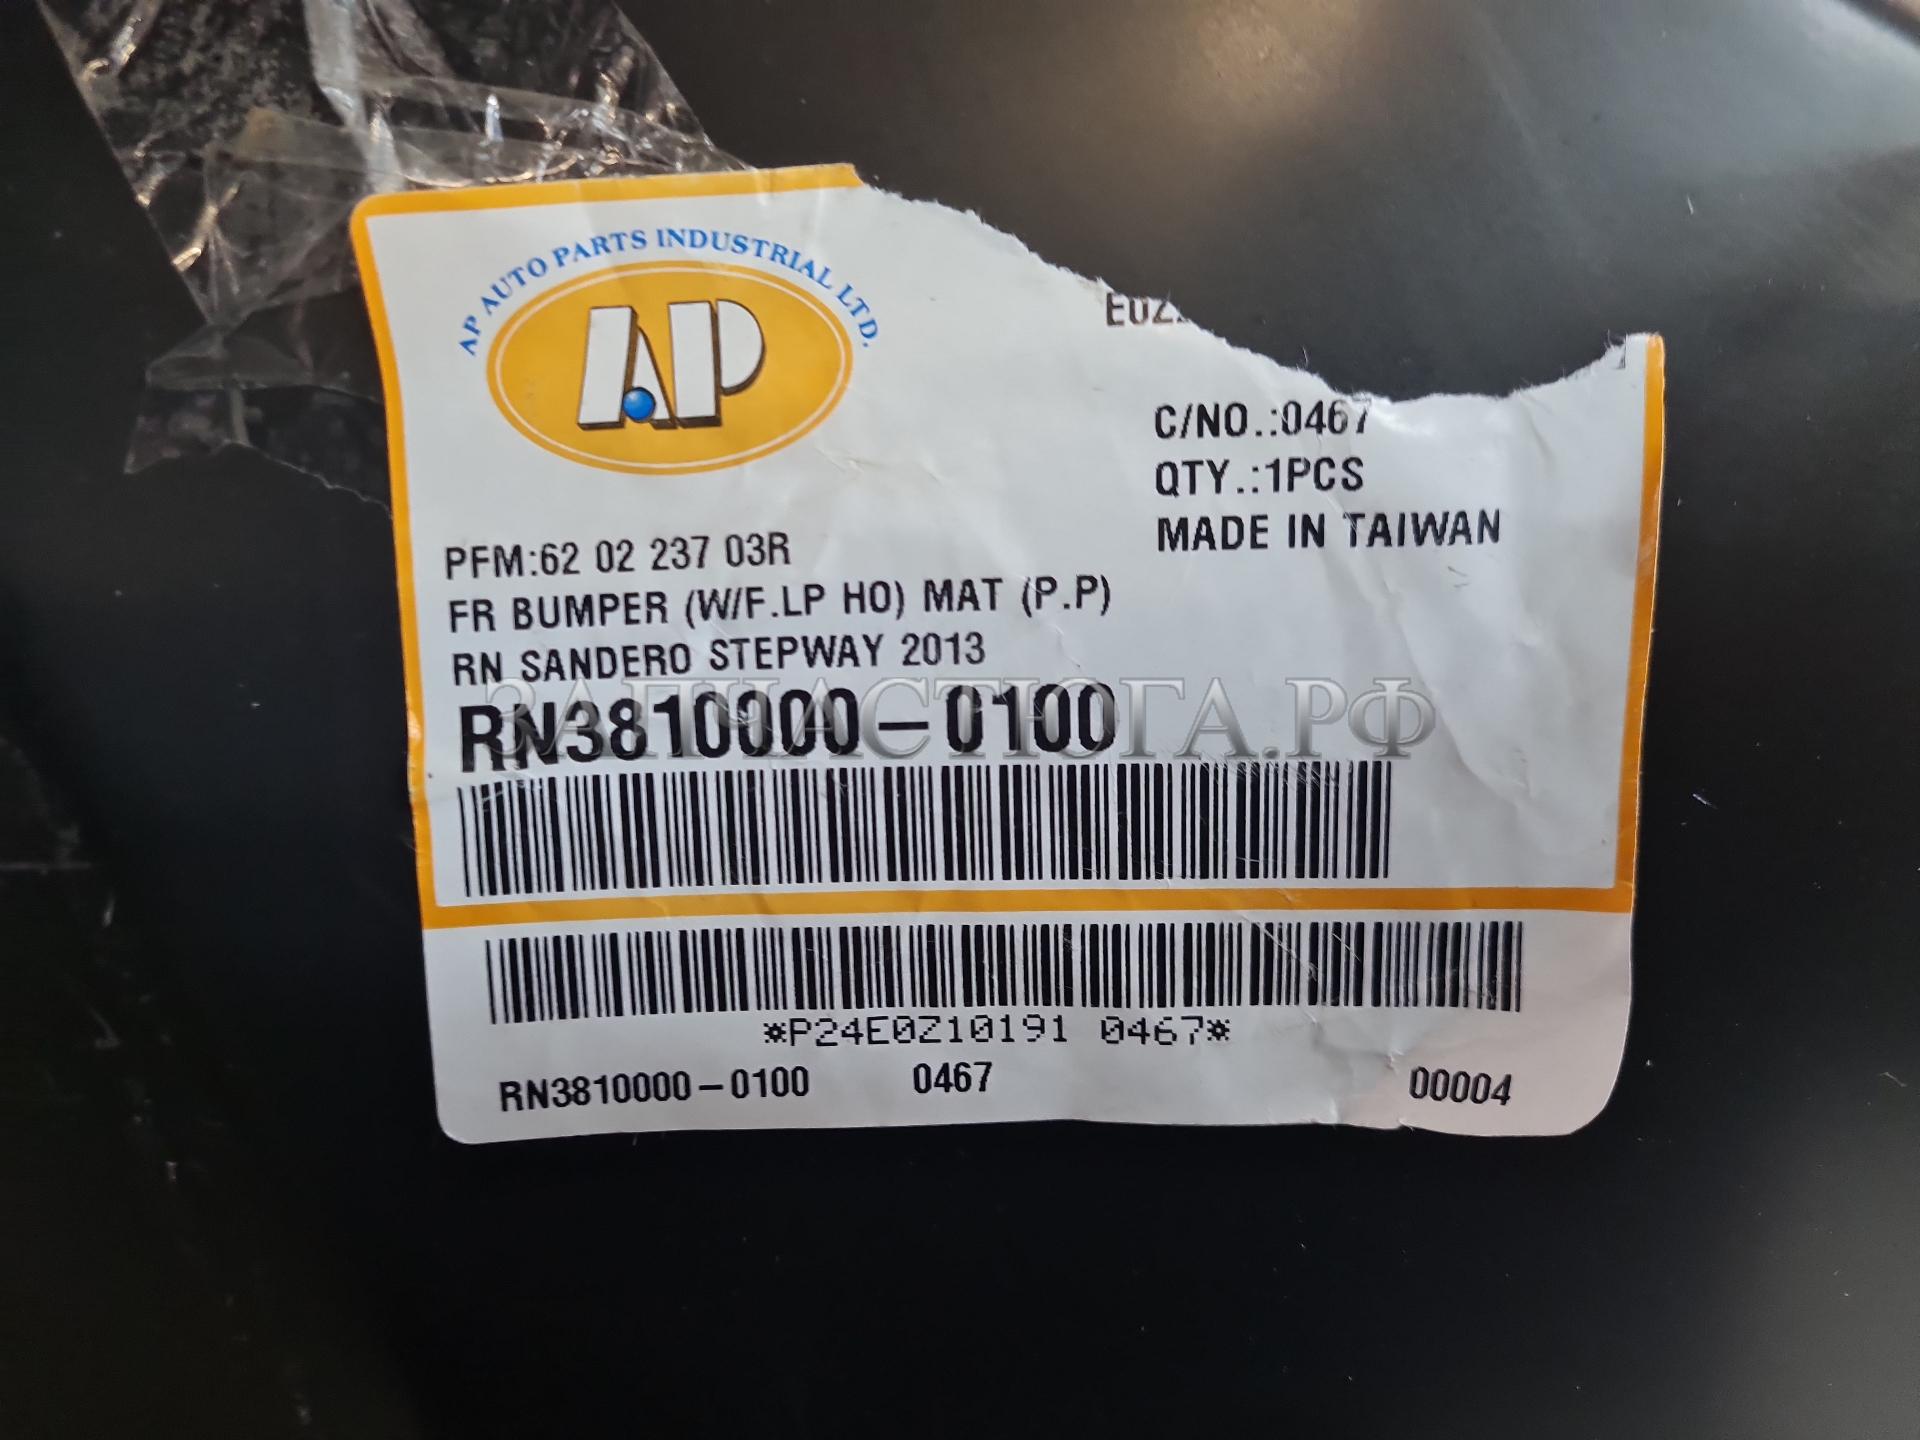 AP AUTO PARTS INDUSTRIAL LTD.
AP
C/NO.:0467
QTY.:1PCS
MADE IN TAIWAN
PFM:62 02 237 03R
FR BUMPER (W/F.LP HO) MAT (P.P)
RN SANDERO STEPWAY 2013
RN3810000-0100
ЗАПЧАСТЮГА.РФ
*P24E0Z10191 0467*
RN3810000-0100 0467 00004